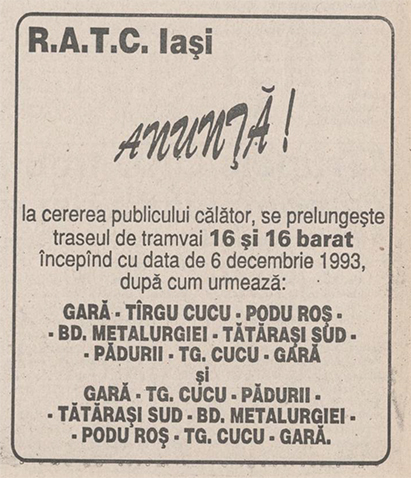 R.A.T.C. Iaşi
ANUNŢĂ!
la cererea publicului călător, se prelungeşte
traseul de tramvai 16 şi 16 barat
începînd cu data de 6 decembrie 1993,
după cum urmează:
GARĂ - TÎRGU CUCU - PODU ROŞ -
- BD. METALURGIEI - TĂTĂRAŞI SUD -
- PĂDURII - TG. CUCU - GARĂ
şi
GARĂ - TG. CUCU - PĂDURII -
- TĂTĂRAŞI SUD - BD. METALURGIEI -
- PODU ROŞ - TG. CUCU - GARĂ.